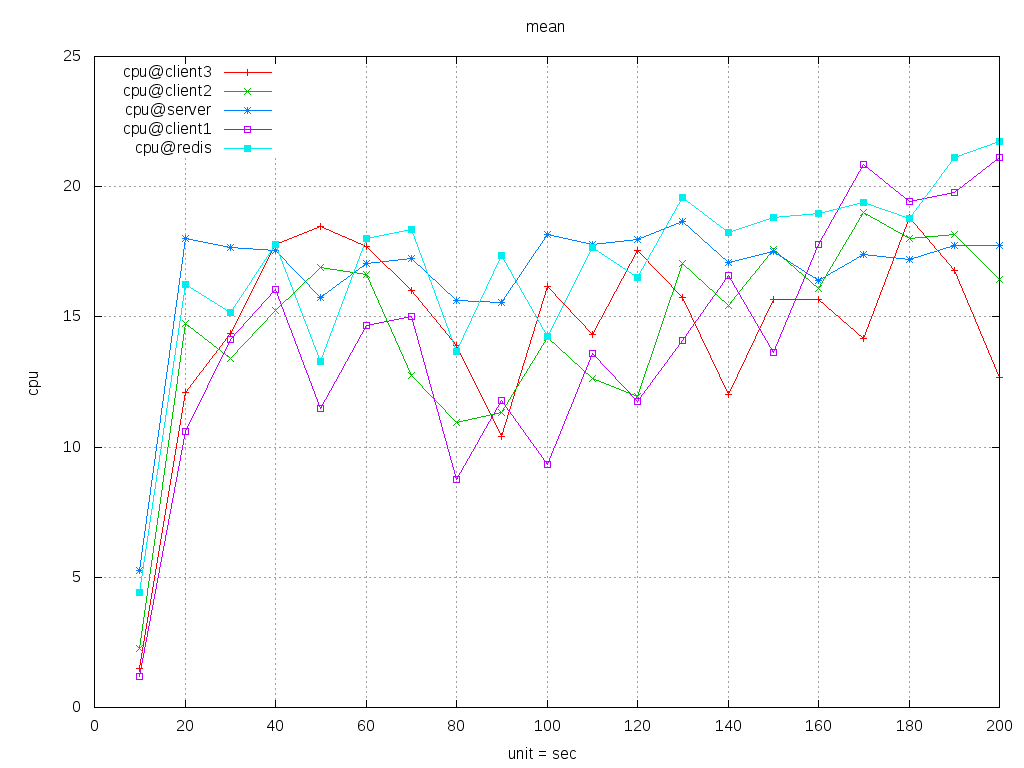 mean
25
20
15
10
5
0
cpu
cpu@client3
cpu@client2
cpu@server
cpu@client1
cpu@redis
0 20 40 60 80 100 120 140 160 180 200
unit = sec